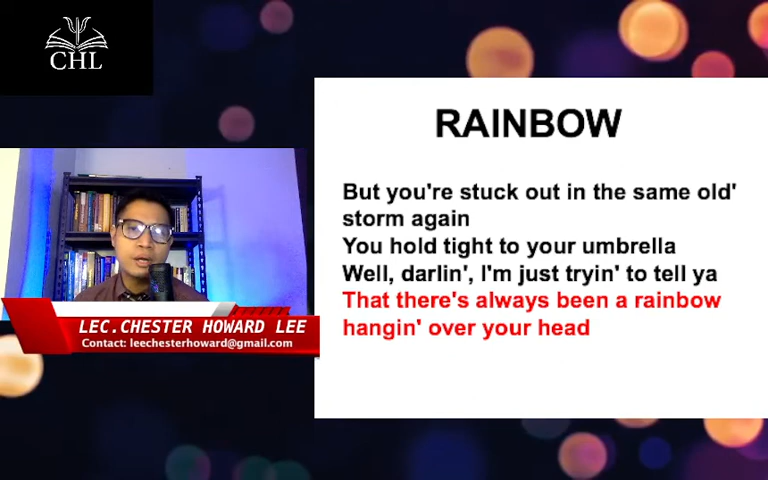 CHL
RAINBOW
But you're stuck out in the same old'
storm again
You hold tight to your umbrella
Well, darlin', I'm just tryin' to tell ya
That there's always been a rainbow
hangin' over your head
LEC.CHESTER HOWARD LEE
Contact: leechesterhoward@gmail.com